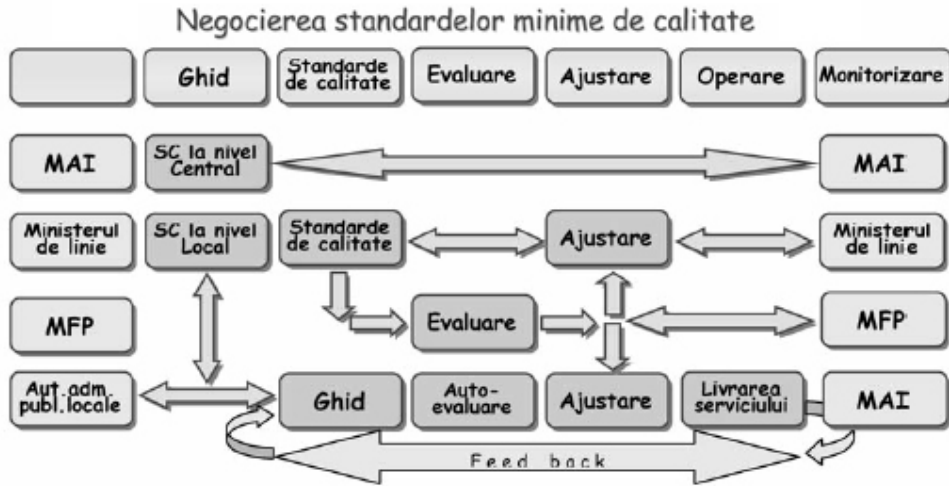 Negocierea standardelor minime de calitate
Ghid
Standarde
de calitate
Evaluare
Ajustare
Operare
Monitorizare
MAI
SC la nivel
Central
MAI
Ministerul
de linie
SC la nivel
Local
Standarde
de calitate
Ajustare
Ministerul
de linie
MFP
Evaluare
MFP
Aut.adm.
publ.locale
Ghid
Auto-
evaluare
Ajustare
Livrarea
serviciului
MAI
Feed back